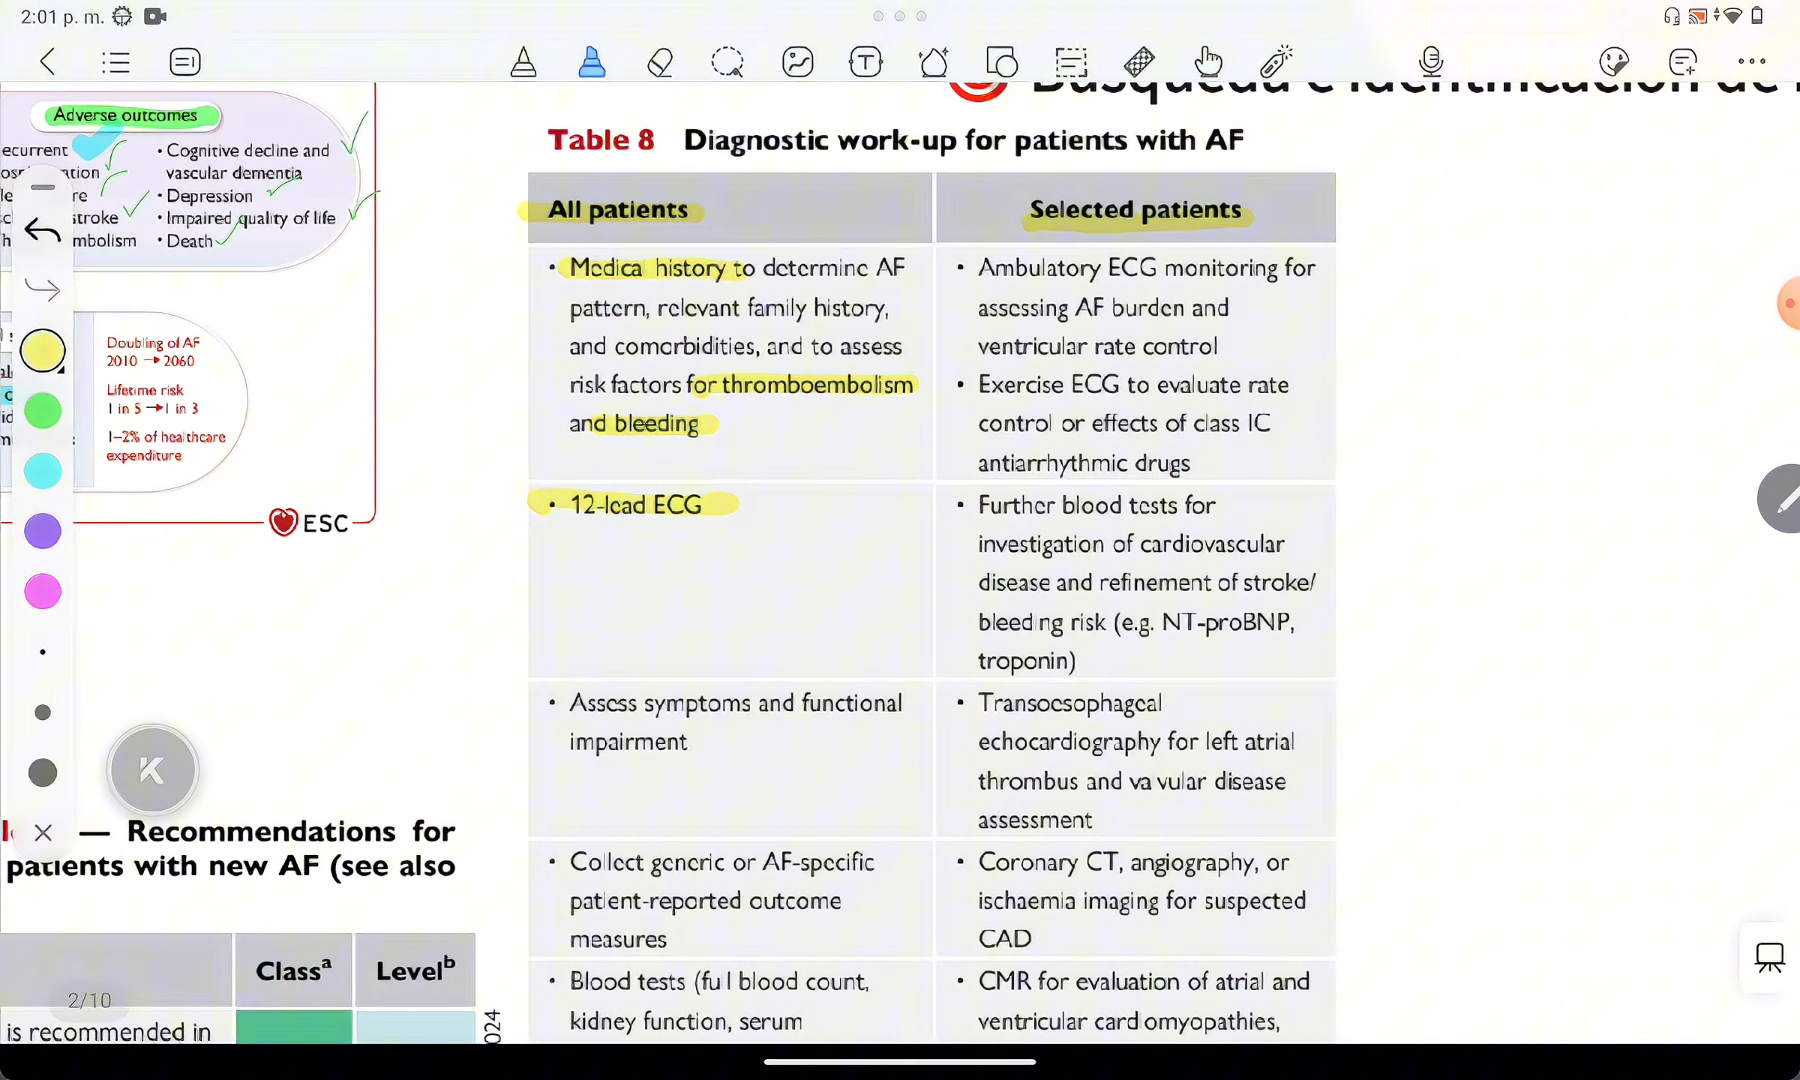 2:01 p. m.
Adverse outcomes
ecurrent
• Cognitive decline and
vascular dementia
• Depression
stroke
• Impaired quality of life
mbolism
• Death
Doubling of AF
2010 → 2060
Lifetime risk
1 in 5 → 1 in 3
1–2% of healthcare
expenditure
ESC
K
— Recommendations for
patients with new AF (see also
Classᵃ
Levelᵇ
2/10
is recommended in
024
Table 8 Diagnostic work-up for patients with AF
All patients
Selected patients
• Medical history to determine AF
pattern, relevant family history,
and comorbidities, and to assess
risk factors for thromboembolism
and bleeding
• Ambulatory ECG monitoring for
assessing AF burden and
ventricular rate control
• Exercise ECG to evaluate rate
control or effects of class IC
antiarrhythmic drugs
• 12-lead ECG
• Further blood tests for
investigation of cardiovascular
disease and refinement of stroke/
bleeding risk (e.g. NT-proBNP,
troponin)
• Assess symptoms and functional
impairment
• Transoesophageal
echocardiography for left atrial
thrombus and valvular disease
assessment
• Collect generic or AF-specific
patient-reported outcome
measures
• Coronary CT, angiography, or
ischaemia imaging for suspected
CAD
• Blood tests (full blood count,
kidney function, serum
• CMR for evaluation of atrial and
ventricular cardiomyopathies,